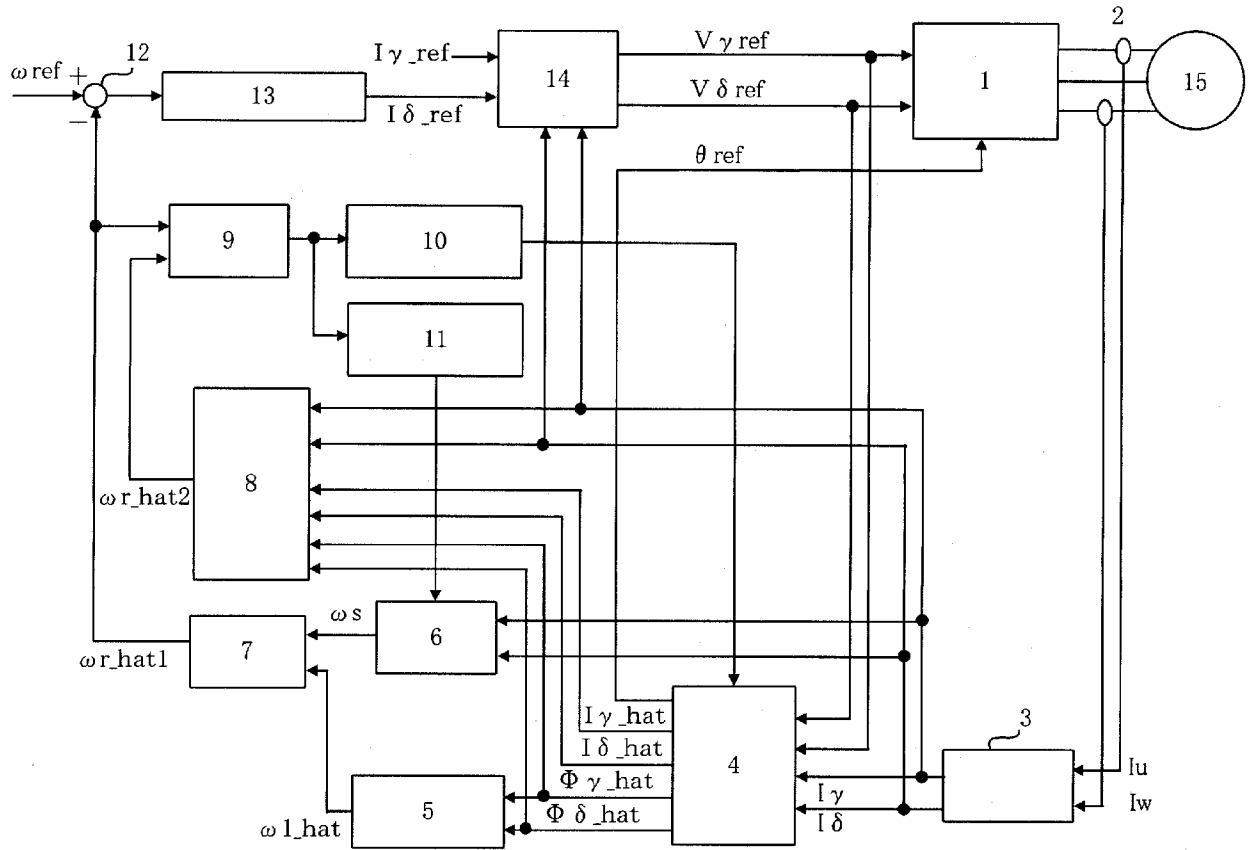 2
12
ωref
+
−
13
Iγ_ref
Iδ_ref
14
Vγref
Vδref
θref
1
15
9
10
11
8
ωr_hat2
ωs
6
7
ωr_hat1
Iγ_hat
Iδ_hat
Φγ_hat
Φδ_hat
4
3
Iu
Iw
Iγ
Iδ
5
ω1_hat